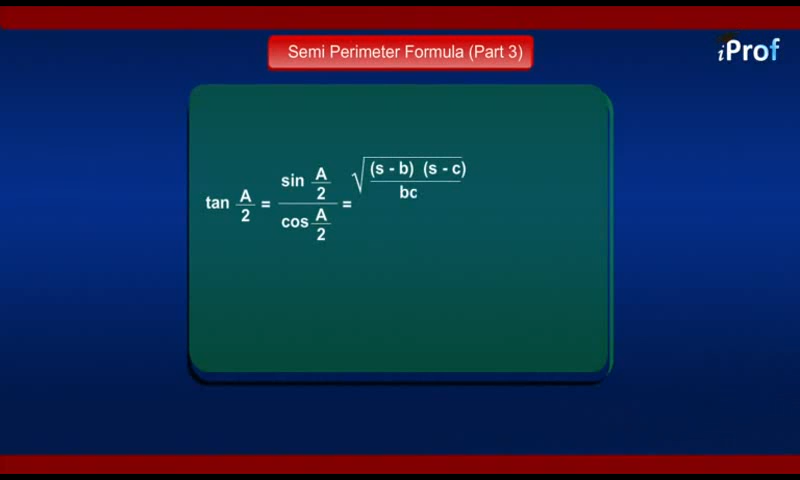 Semi Perimeter Formula (Part 3)
iProf
tan A/2 = sin A/2 / cos A/2 = √ (s - b) (s - c) / bc